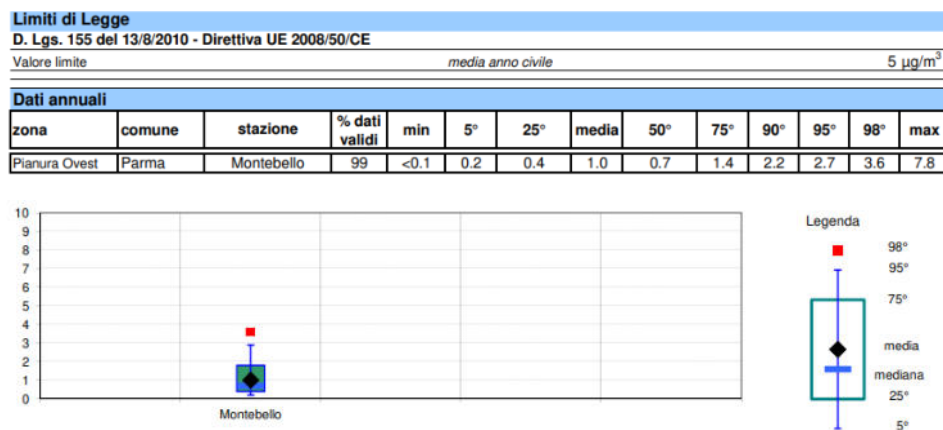 Limiti di Legge
D. Lgs. 155 del 13/8/2010 - Direttiva UE 2008/50/CE
Valore limite media anno civile 5 µg/m³
Dati annuali
zona comune stazione % dati validi min 5° 25° media 50° 75° 90° 95° 98° max
Pianura Ovest Parma Montebello 99 <0.1 0.2 0.4 1.0 0.7 1.4 2.2 2.7 3.6 7.8
10
9
8
7
6
5
4
3
2
1
0
Montebello
Legenda
98°
95°
75°
media
mediana
25°
5°